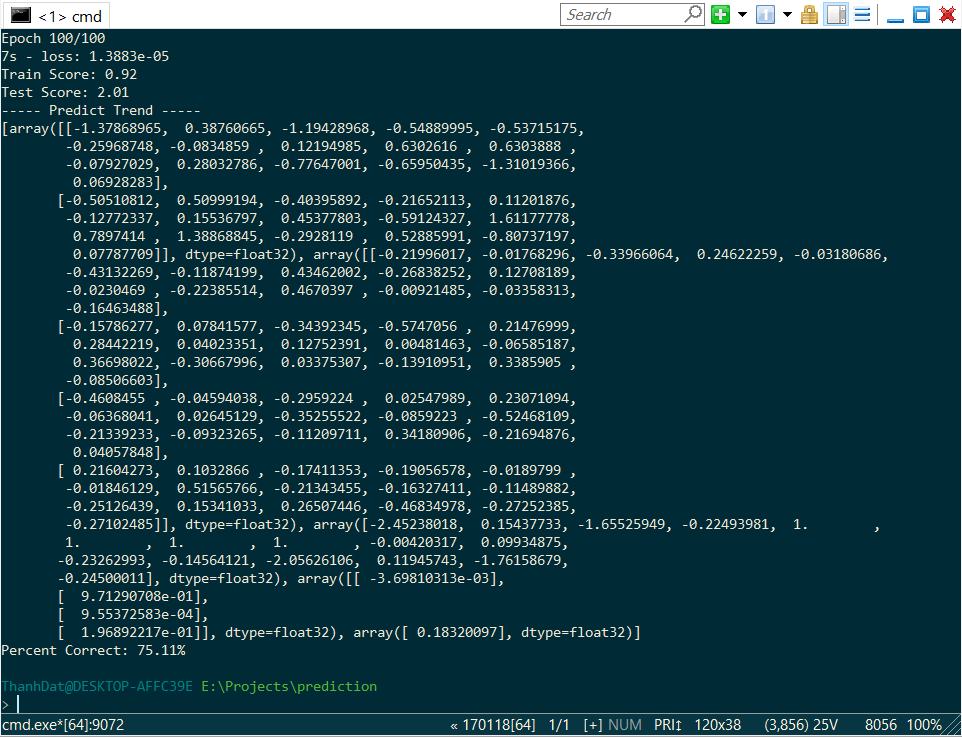 <1> cmd
Search
Epoch 100/100
7s - loss: 1.3883e-05
Train Score: 0.92
Test Score: 2.01
----- Predict Trend -----
[array([[-1.37868965,  0.38760665, -1.19428968, -0.54889995, -0.53715175,
        -0.25968748, -0.0834859 ,  0.12194985,  0.6302616 ,  0.6303888 ,
        -0.07927029,  0.28032786, -0.77647001, -0.65950435, -1.31019366,
         0.06928283],
       [-0.50510812,  0.50999194, -0.40395892, -0.21652113,  0.11201876,
        -0.12772337,  0.15536797,  0.45377803, -0.59124327,  1.61177778,
         0.7897414 ,  1.38868845, -0.2928119 ,  0.52885991, -0.80737197,
         0.07787709]], dtype=float32), array([[-0.21996017, -0.01768296, -0.33966064,  0.24622259, -0.03180686,
        -0.43132269, -0.11874199,  0.43462002, -0.26838252,  0.12708189,
        -0.0230469 , -0.22385514,  0.4670397 , -0.00921485, -0.03358313,
        -0.16463488],
       [-0.15786277,  0.07841577, -0.34392345, -0.5747056 ,  0.21476999,
         0.28442219,  0.04023351,  0.12752391,  0.00481463, -0.06585187,
         0.36698022, -0.30667996,  0.03375307, -0.13910951,  0.3385905 ,
        -0.08506603],
       [-0.4608455 , -0.04594038, -0.2959224 ,  0.02547989,  0.23071094,
        -0.06368041,  0.02645129, -0.35255522, -0.0859223 , -0.52468109,
        -0.21339233, -0.09323265, -0.11209711,  0.34180906, -0.21694876,
         0.04057848],
       [ 0.21604273,  0.1032866 , -0.17411353, -0.19056578, -0.0189799 ,
        -0.01846129,  0.51565766, -0.21343455, -0.16327411, -0.11489882,
        -0.25126439,  0.15341033,  0.26507446, -0.46834978, -0.27252385,
        -0.27102485]], dtype=float32), array([-2.45238018,  0.15437733, -1.65525949, -0.22493981,  1.        ,
        1.        ,  1.        ,  1.        , -0.00420317,  0.09934875,
       -0.23262993, -0.14564121, -2.05626106,  0.11945743, -1.76158679,
       -0.24500011], dtype=float32), array([[ -3.69810313e-03],
       [  9.71290708e-01],
       [  9.55372583e-04],
       [  1.96892217e-01]], dtype=float32), array([ 0.18320097], dtype=float32)]
Percent Correct: 75.11%
ThanhDat@DESKTOP-AFFC39E E:\Projects\prediction
>
cmd.exe*[64]:9072 « 170118[64] 1/1 [+] NUM PRI↕ 120x38 (3,856) 25V 8056 100%